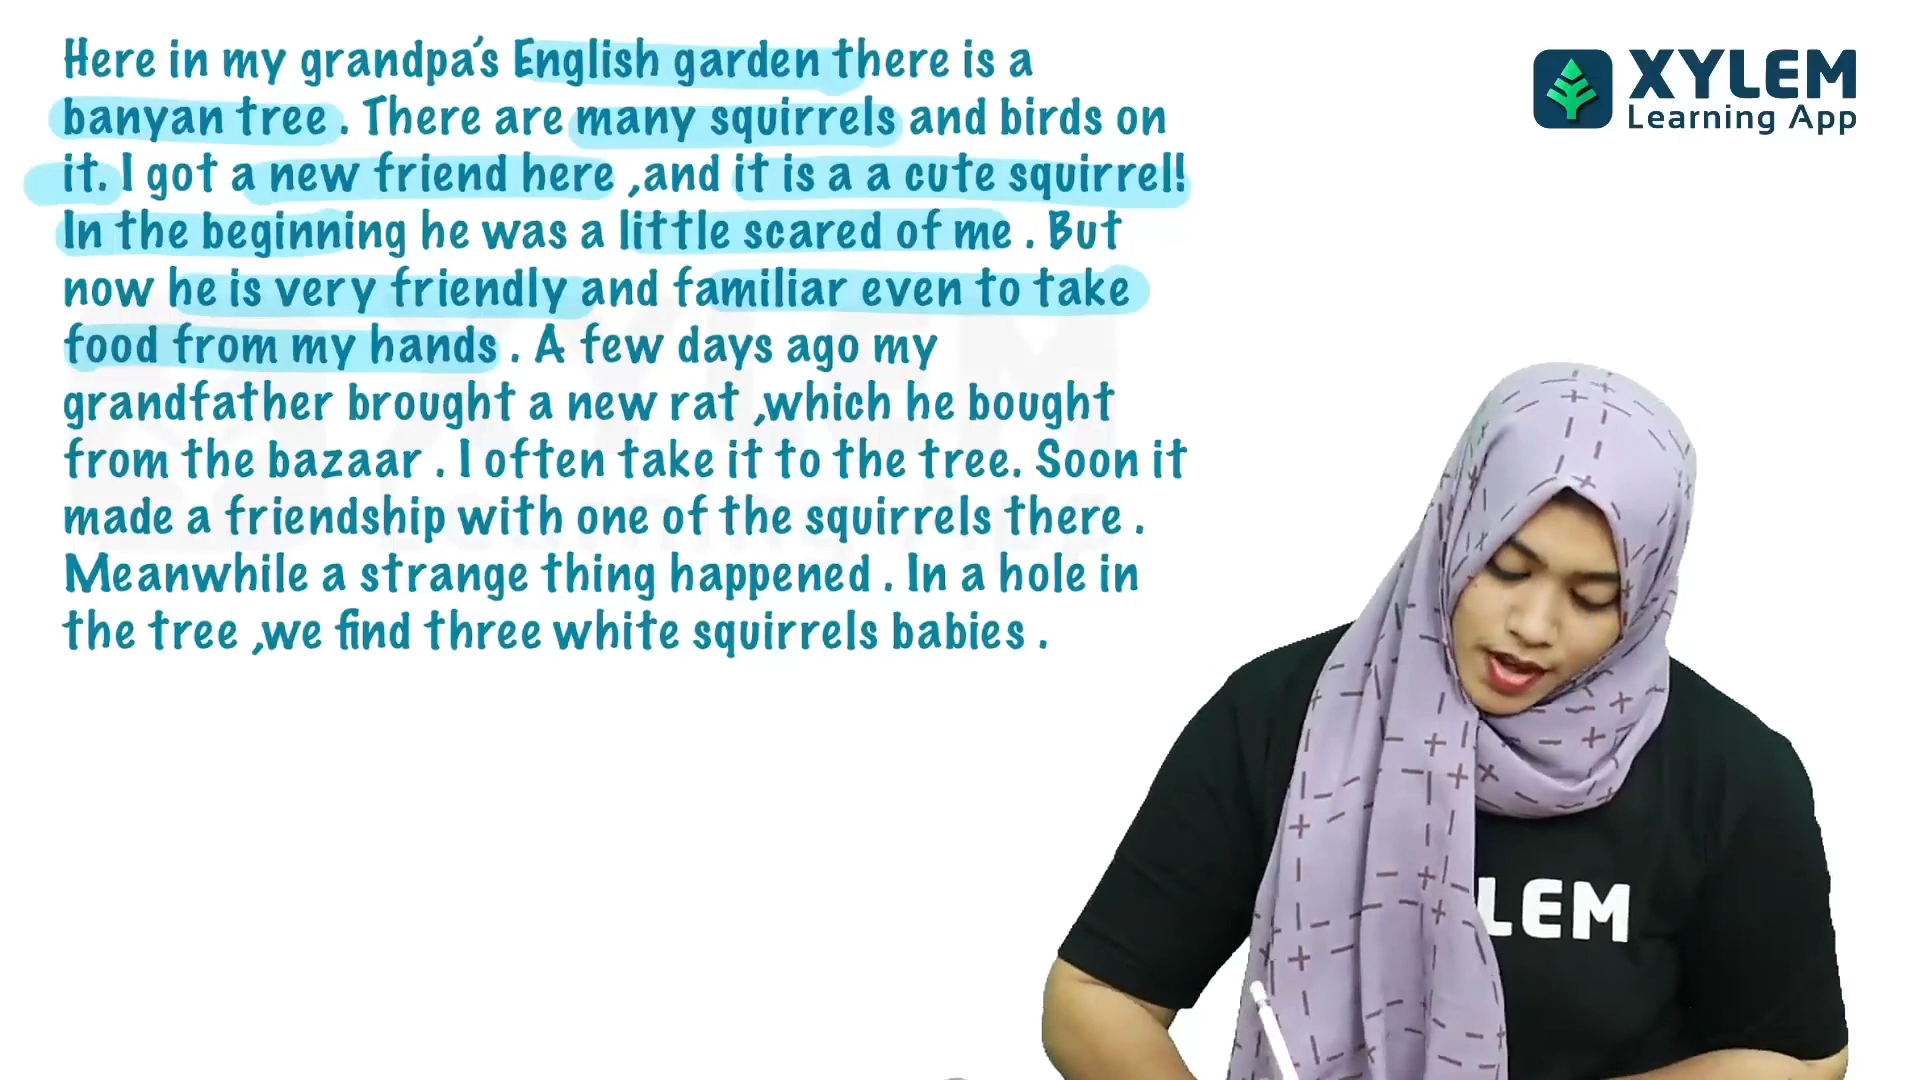 Here in my grandpa's English garden there is a
banyan tree . There are many squirrels and birds on
it. I got a new friend here ,and it is a a cute squirrel!
In the beginning he was a little scared of me . But
now he is very friendly and familiar even to take
food from my hands . A few days ago my
grandfather brought a new rat ,which he bought
from the bazaar . I often take it to the tree. Soon it
made a friendship with one of the squirrels there .
Meanwhile a strange thing happened . In a hole in
the tree ,we find three white squirrels babies .
XYLEM
Learning App
LEM